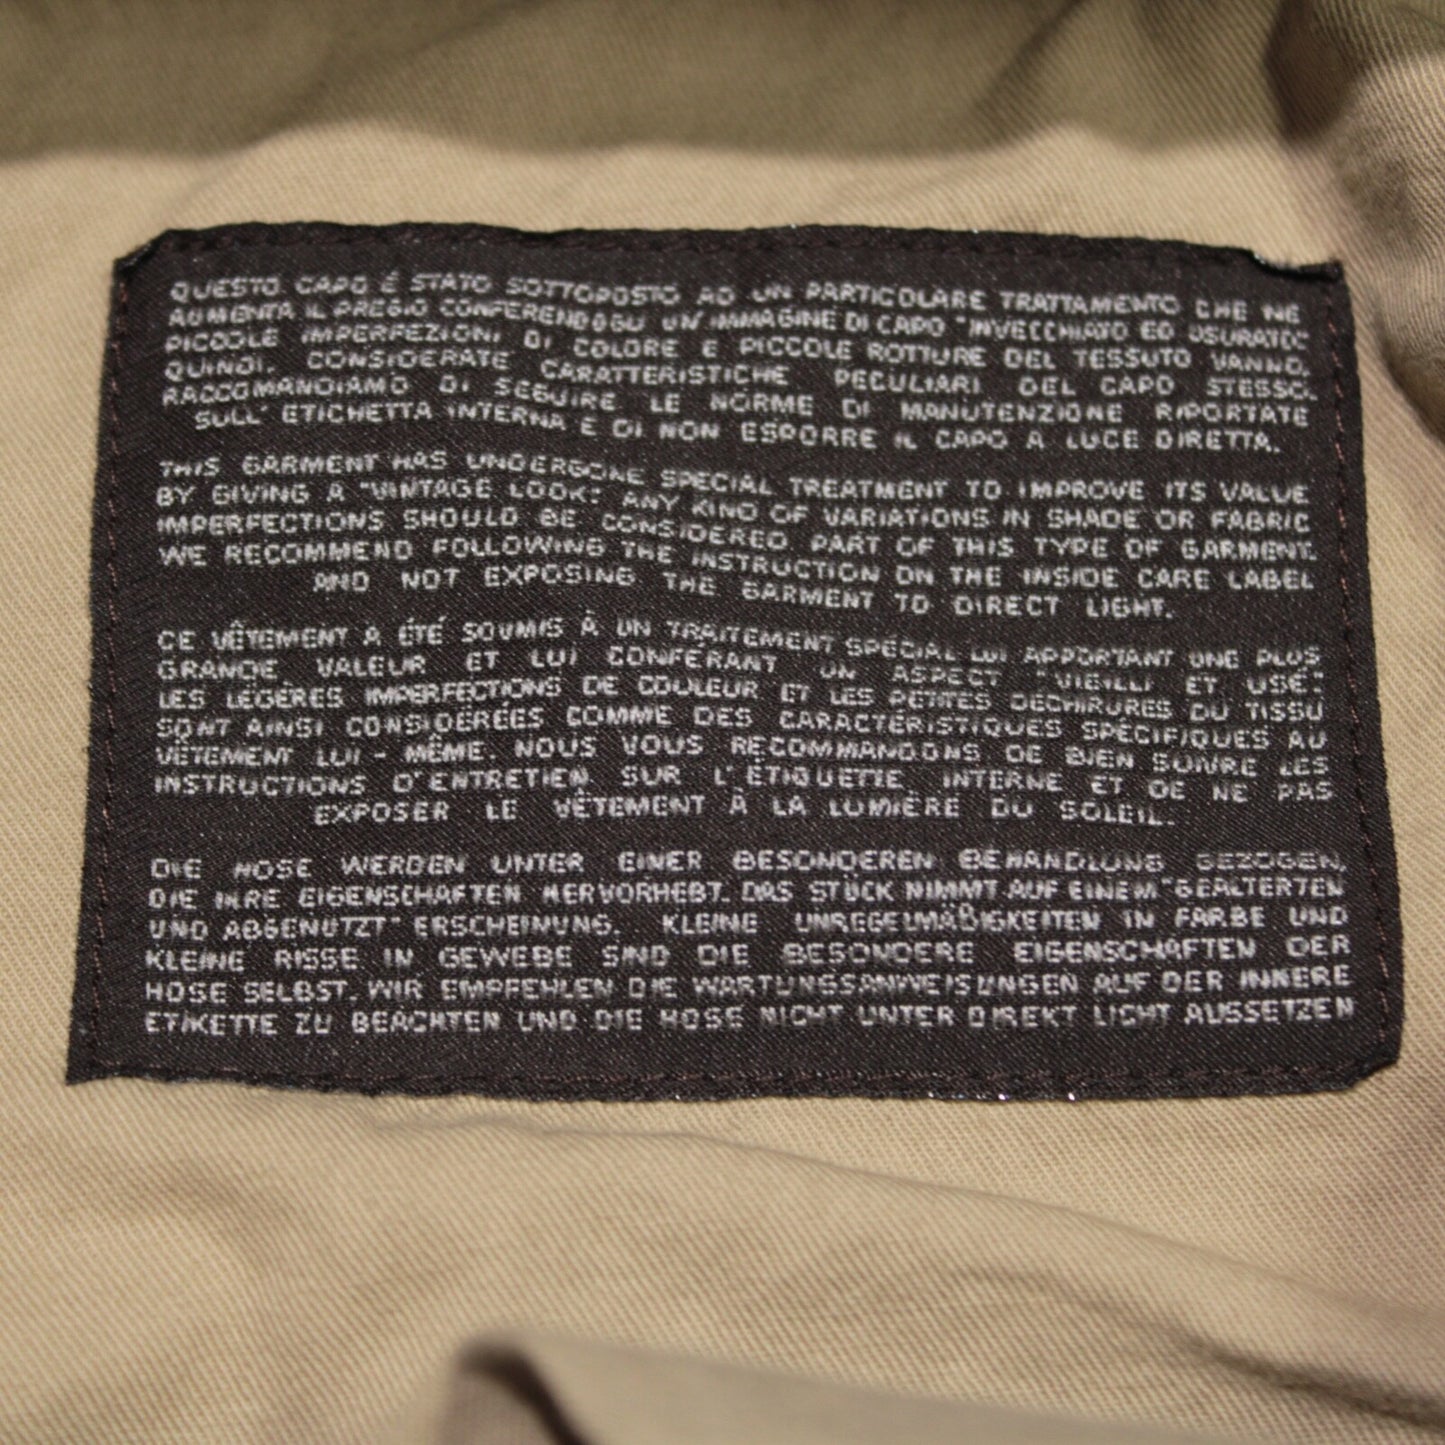 QUESTO CAPO È STATO SOTTOPOSTO AD UN PARTICOLARE TRATTAMENTO CHE NE
AUMENTA IL PREGIO CONFERENDOGLI UN'IMMAGINE DI CAPO "INVECCHIATO ED USURATO":
PICCOLE IMPERFEZIONI DI COLORE E PICCOLE ROTTURE DEL TESSUTO VANNO,
QUINDI, CONSIDERATE CARATTERISTICHE PECULIARI DEL CAPO STESSO.
RACCOMANDIAMO DI SEGUIRE LE NORME DI MANUTENZIONE RIPORTATE
SULL' ETICHETTA INTERNA E DI NON ESPORRE IL CAPO A LUCE DIRETTA.
THIS GARMENT HAS UNDERGONE SPECIAL TREATMENT TO IMPROVE ITS VALUE
BY GIVING A "VINTAGE LOOK": ANY KIND OF VARIATIONS IN SHADE OR FABRIC
IMPERFECTIONS SHOULD BE CONSIDERED PART OF THIS TYPE OF GARMENT.
WE RECOMMEND FOLLOWING THE INSTRUCTION ON THE INSIDE CARE LABEL
AND NOT EXPOSING THE GARMENT TO DIRECT LIGHT.
CE VÊTEMENT A ÉTÉ SOUMIS À UN TRAITEMENT SPÉCIAL LUI APPORTANT UNE PLUS
GRANDE VALEUR ET LUI CONFÉRANT UN ASPECT "VIEILLI ET USÉ":
LES LÉGÈRES IMPERFECTIONS DE COULEUR ET LES PETITES DÉCHIRURES DU TISSU
SONT AINSI CONSIDÉRÉES COMME DES CARACTÉRISTIQUES SPÉCIFIQUES AU
VÊTEMENT LUI - MÊME. NOUS VOUS RECOMMANDONS DE BIEN SUIVRE LES
INSTRUCTIONS D'ENTRETIEN SUR L'ÉTIQUETTE INTERNE ET DE NE PAS
EXPOSER LE VÊTEMENT À LA LUMIÈRE DU SOLEIL.
DIE HOSE WERDEN UNTER EINER BESONDEREN BEHANDLUNG GEZOGEN,
DIE IHRE EIGENSCHAFTEN HERVORHEBT. DAS STÜCK NIMMT AUF EINEM "GEALTERTEN
UND ABGENUTZT" ERSCHEINUNG. KLEINE UNREGELMÄßIGKEITEN IN FARBE UND
KLEINE RISSE IN GEWEBE SIND DIE BESONDERE EIGENSCHAFTEN DER
HOSE SELBST. WIR EMPFEHLEN DIE WARTUNGSANWEISUNGEN AUF DER INNERE
ETIKETTE ZU BEACHTEN UND DIE HOSE NICHT UNTER DIREKT LICHT AUSSETZEN